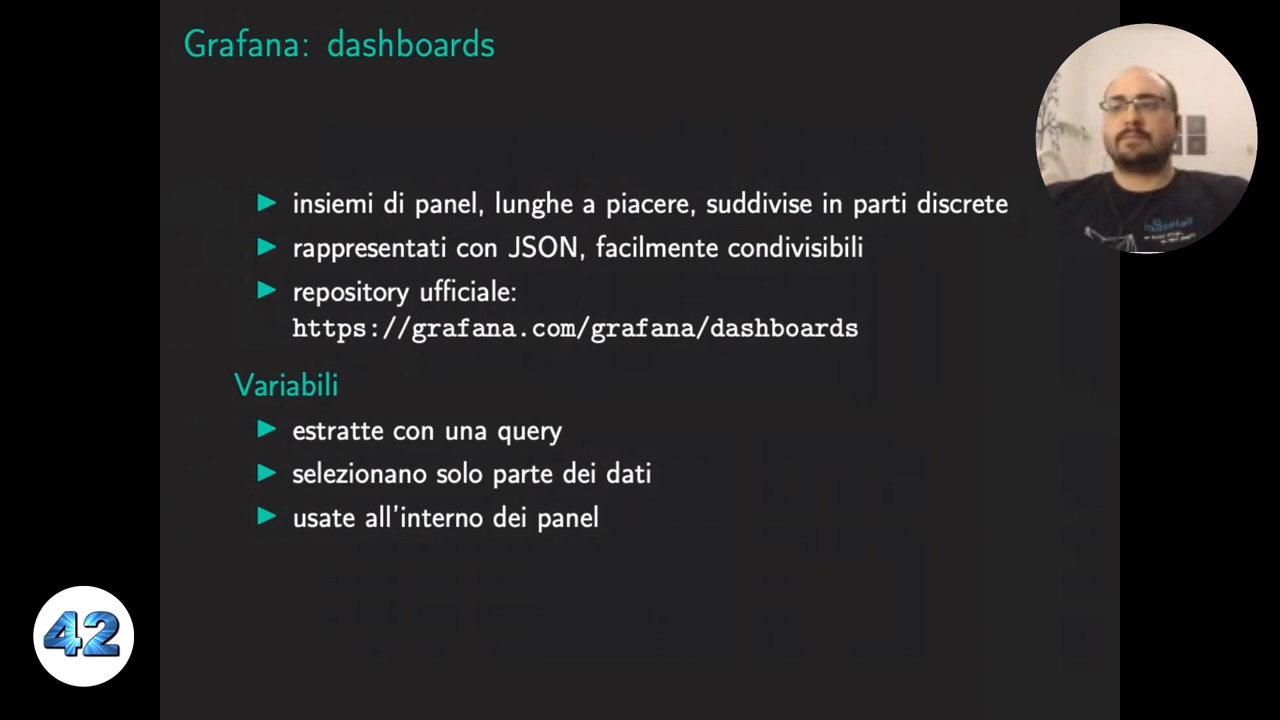 Grafana: dashboards
▶ insiemi di panel, lunghe a piacere, suddivise in parti discrete
▶ rappresentati con JSON, facilmente condivisibili
▶ repository ufficiale:
https://grafana.com/grafana/dashboards
Variabili
▶ estratte con una query
▶ selezionano solo parte dei dati
▶ usate all'interno dei panel
42